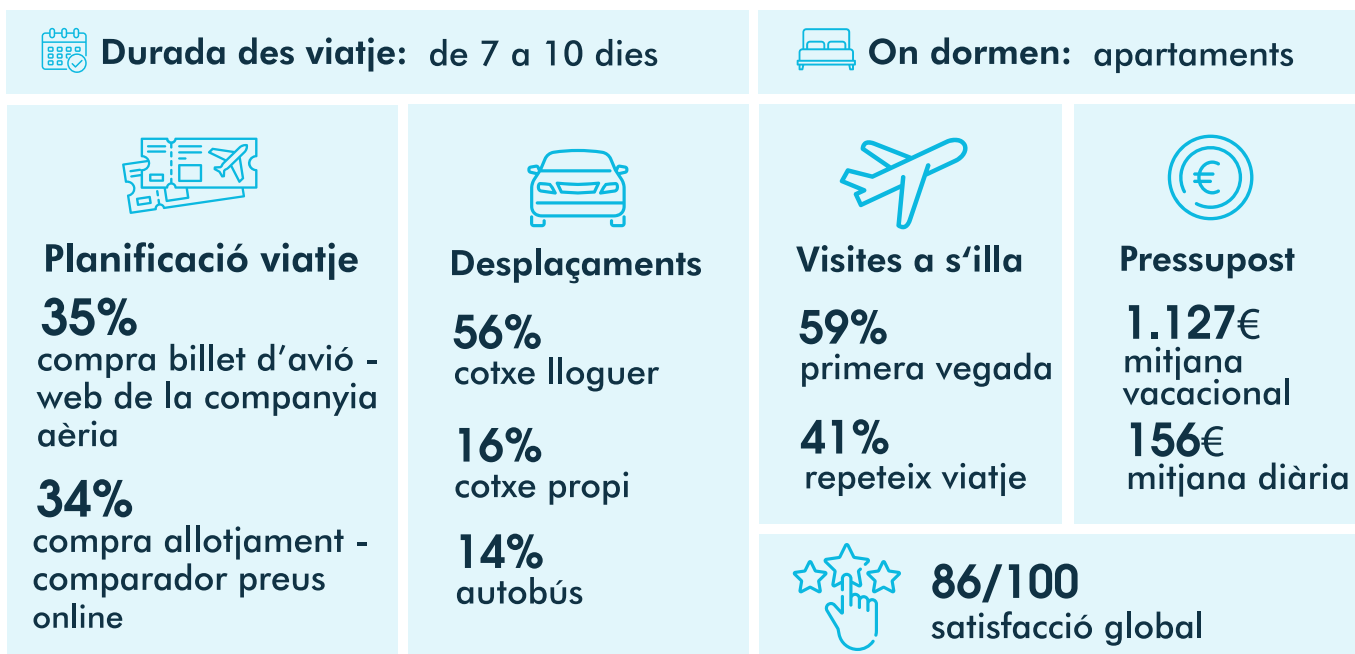 Durada des viatje: de 7 a 10 dies
On dormen: apartaments
Planificació viatje
35%
compra billet d’avió -
web de la companyia
aèria
34%
compra allotjament -
comparador preus
online
Desplaçaments
56%
cotxe lloguer
16%
cotxe propi
14%
autobús
Visites a s‘illa
59%
primera vegada
41%
repeteix viatje
Pressupost
1.127€
mitjana
vacacional
156€
mitjana diària
86/100
satisfacció global